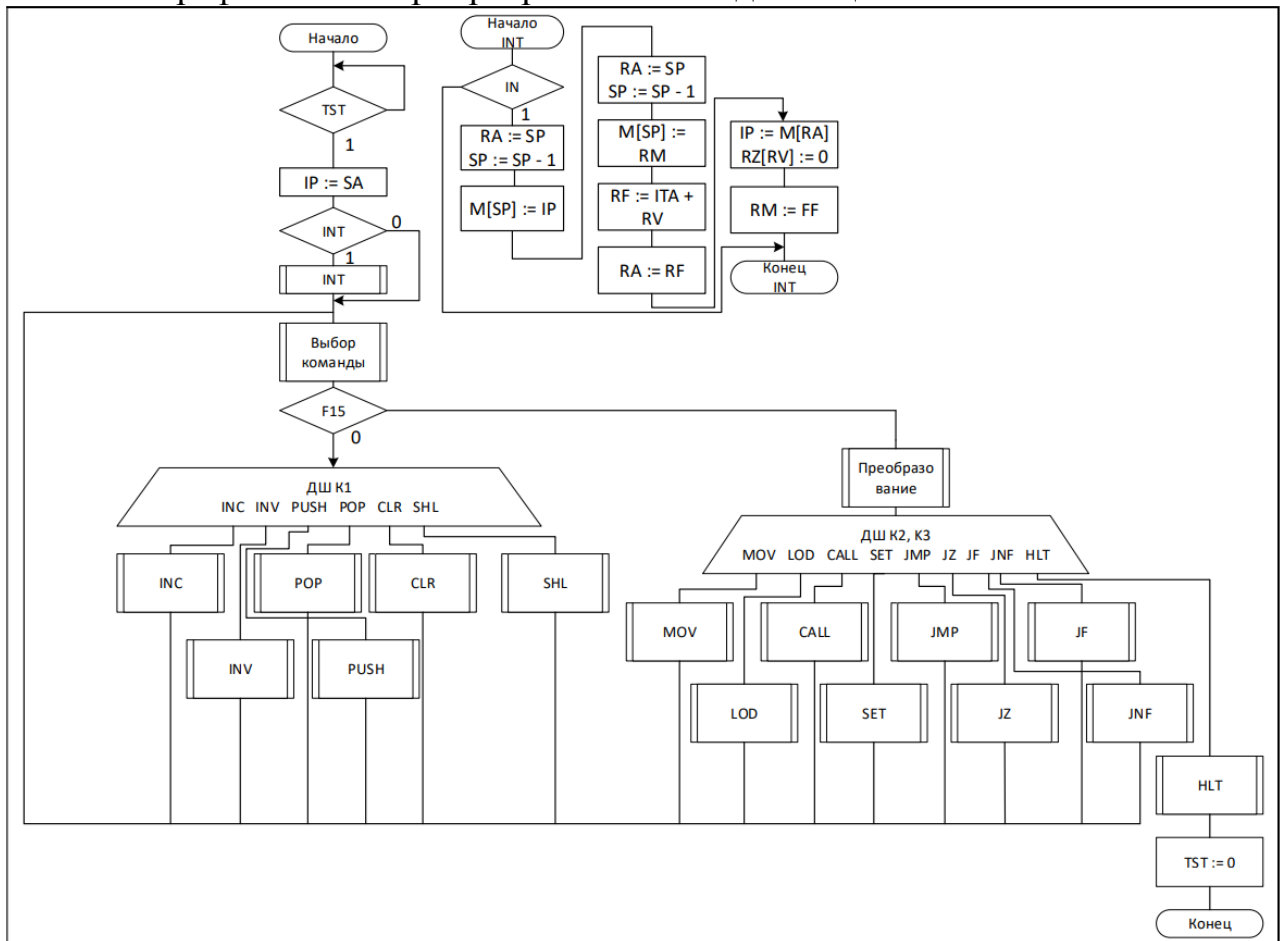 Начало
TST
1
IP := SA
INT
0
1
INT
Выбор
команды
F15
0
ДШ К1
INC INV PUSH POP CLR SHL
INC
POP
CLR
SHL
INV
PUSH
Начало
INT
IN
1
RA := SP
SP := SP - 1
M[SP] := IP
RA := SP
SP := SP - 1
M[SP] :=
RM
RF := ITA +
RV
RA := RF
IP := M[RA]
RZ[RV] := 0
RM := FF
Конец
INT
Преобразо
вание
ДШ К2, К3
MOV LOD CALL SET JMP JZ JF JNF HLT
MOV
CALL
JMP
JF
LOD
SET
JZ
JNF
HLT
TST := 0
Конец